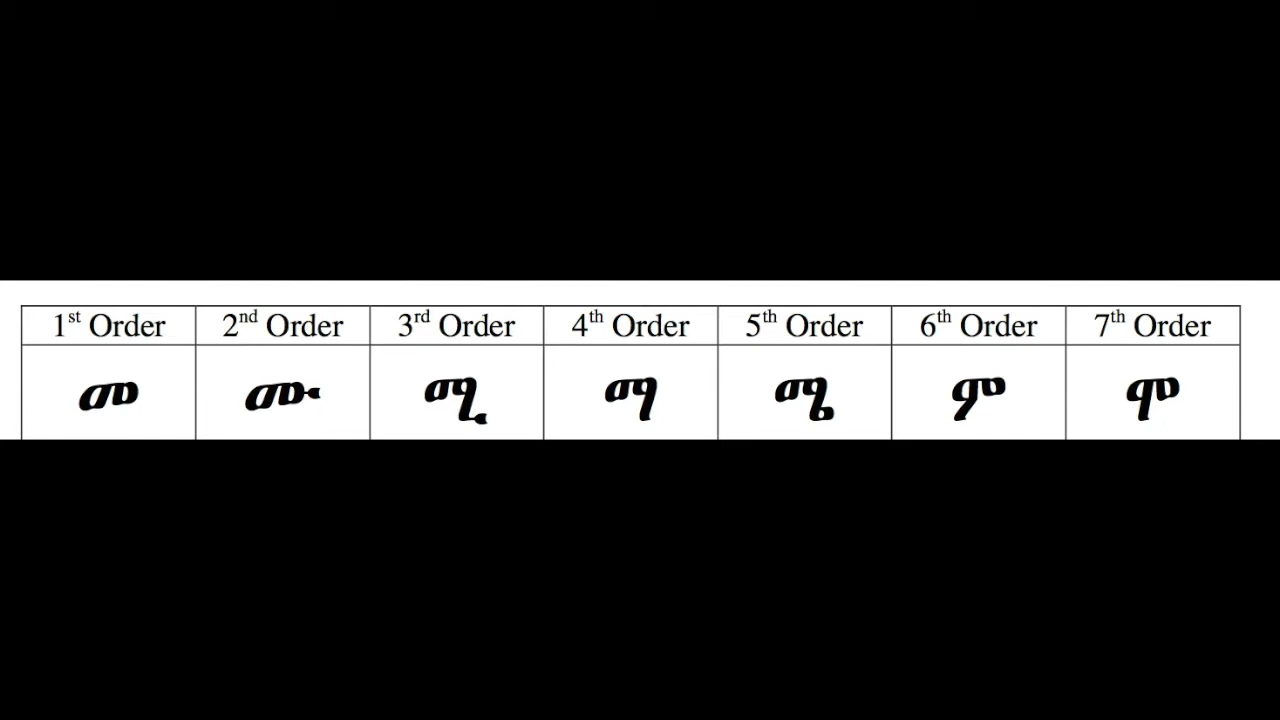 1st Order 2nd Order 3rd Order 4th Order 5th Order 6th Order 7th Order
መ ሙ ሚ ማ ሜ ም ሞ